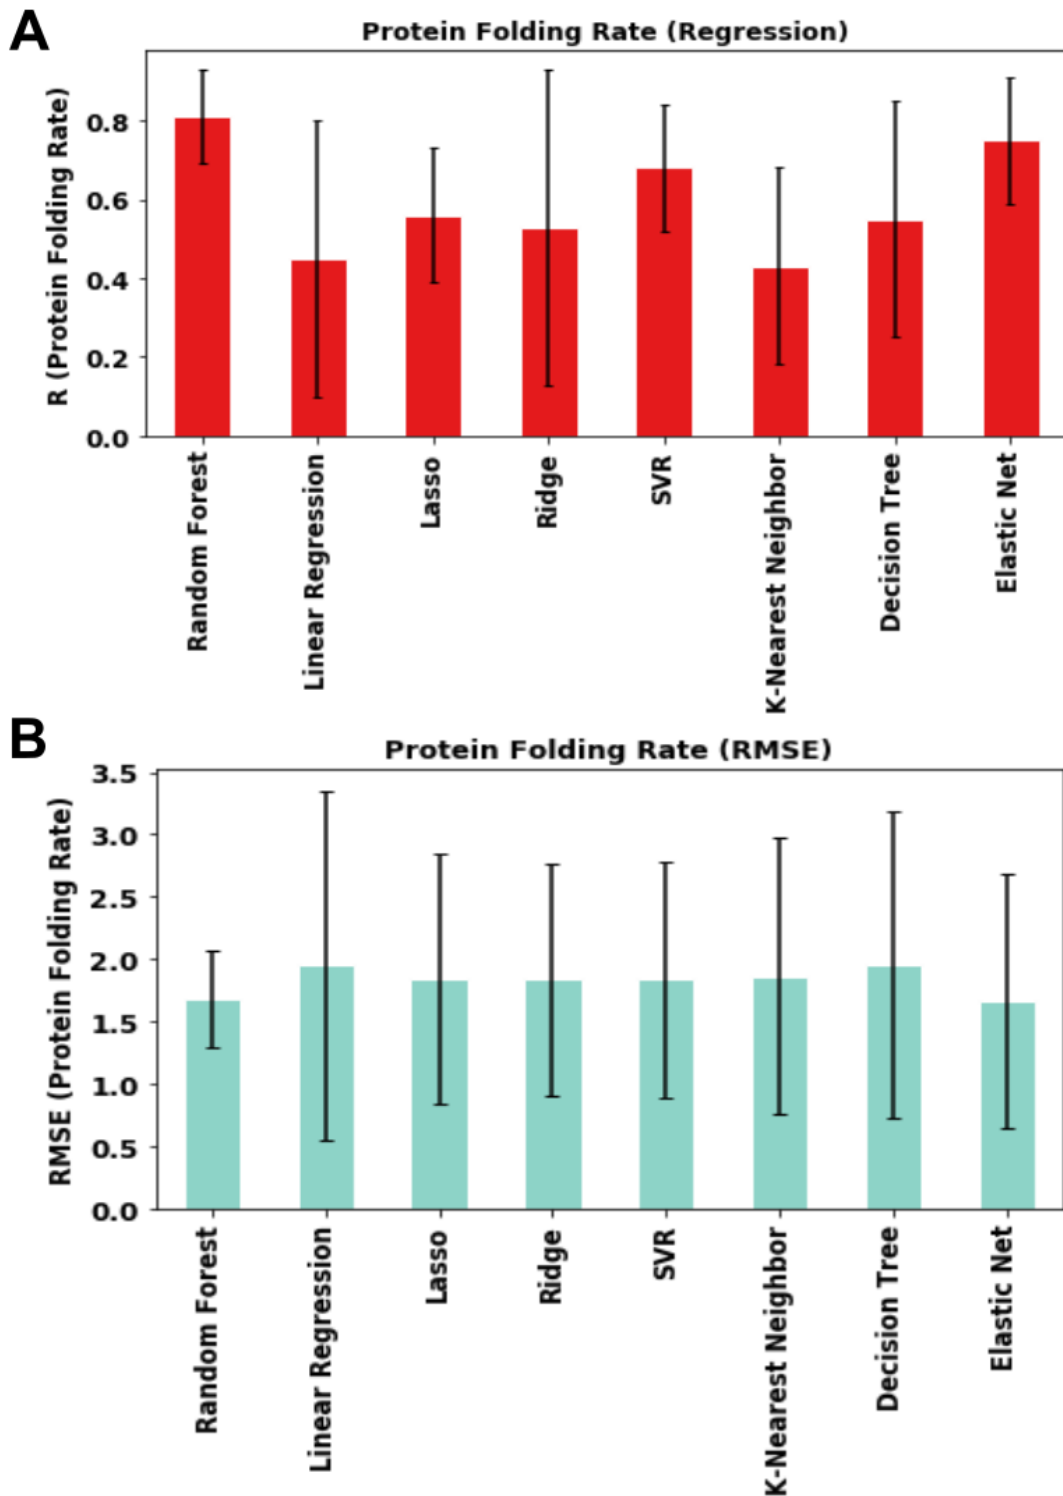 A
Protein Folding Rate (Regression)
R (Protein Folding Rate)
0.8
0.6
0.4
0.2
0.0
Random Forest
Linear Regression
Lasso
Ridge
SVR
K-Nearest Neighbor
Decision Tree
Elastic Net
B
Protein Folding Rate (RMSE)
RMSE (Protein Folding Rate)
3.5
3.0
2.5
2.0
1.5
1.0
0.5
0.0
Random Forest
Linear Regression
Lasso
Ridge
SVR
K-Nearest Neighbor
Decision Tree
Elastic Net